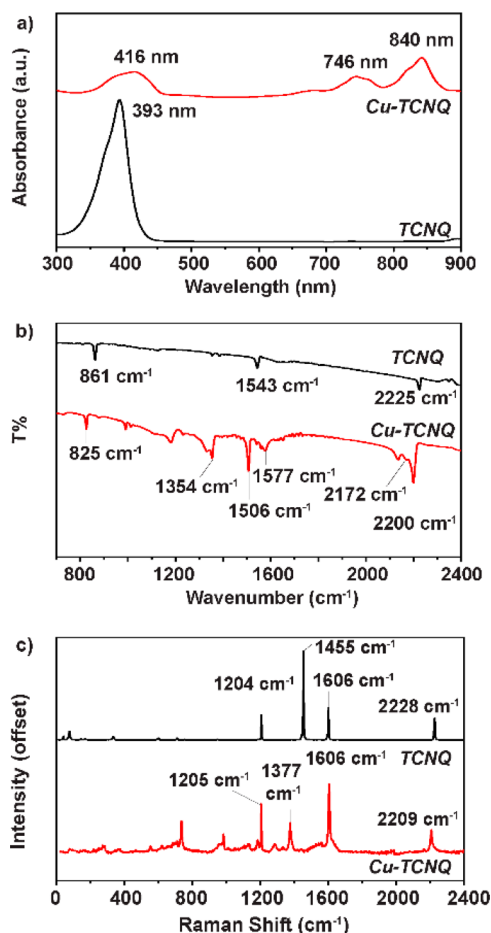 a)
416 nm
746 nm
840 nm
393 nm
Cu-TCNQ
TCNQ
Absorbance (a.u.)
300 400 500 600 700 800 900
Wavelength (nm)
b)
TCNQ
861 cm-1
1543 cm-1
2225 cm-1
Cu-TCNQ
825 cm-1
1354 cm-1
1577 cm-1
1506 cm-1
2172 cm-1
2200 cm-1
T%
800 1200 1600 2000 2400
Wavenumber (cm-1)
c)
1455 cm-1
1204 cm-1
1606 cm-1
2228 cm-1
TCNQ
1606 cm-1
1205 cm-1
1377
cm-1
2209 cm-1
Cu-TCNQ
Intensity (offset)
0 400 800 1200 1600 2000 2400
Raman Shift (cm-1)